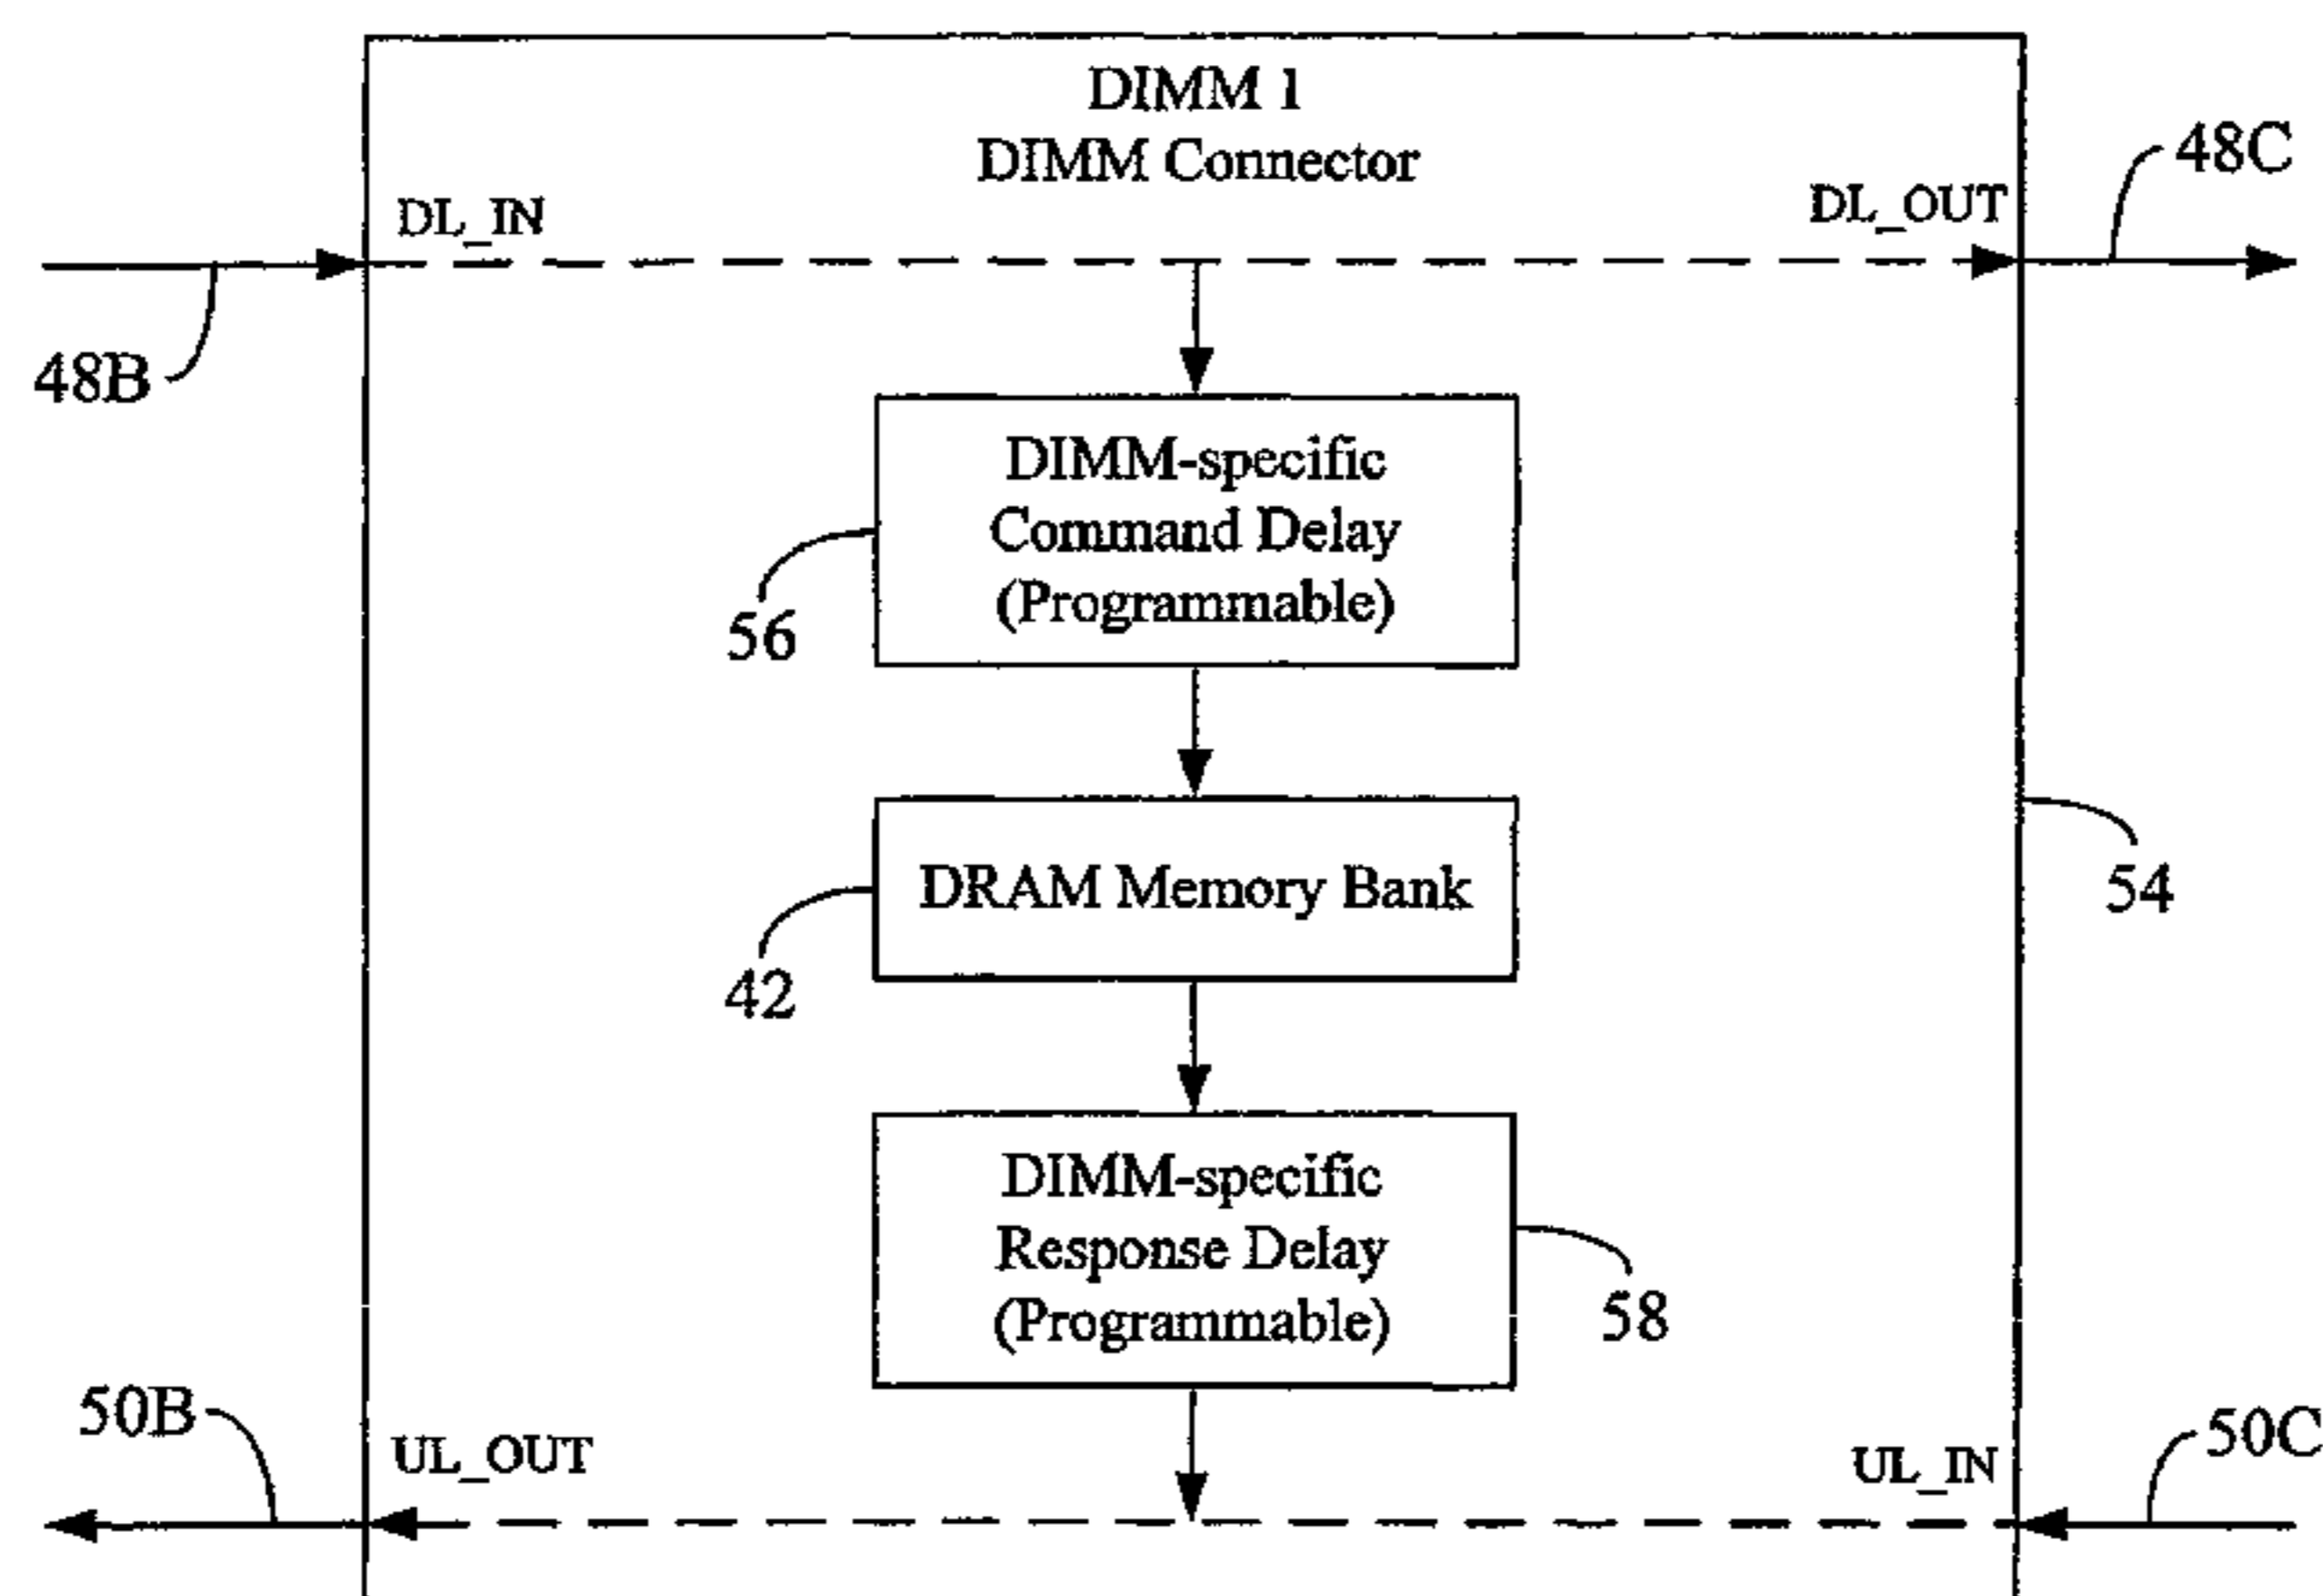 DIMM 1
DIMM Connector
DL_IN
DL_OUT
48C
48B
DIMM-specific
Command Delay
(Programmable)
56
DRAM Memory Bank
54
42
DIMM-specific
Response Delay
(Programmable)
58
50B
UL_OUT
UL_IN
50C